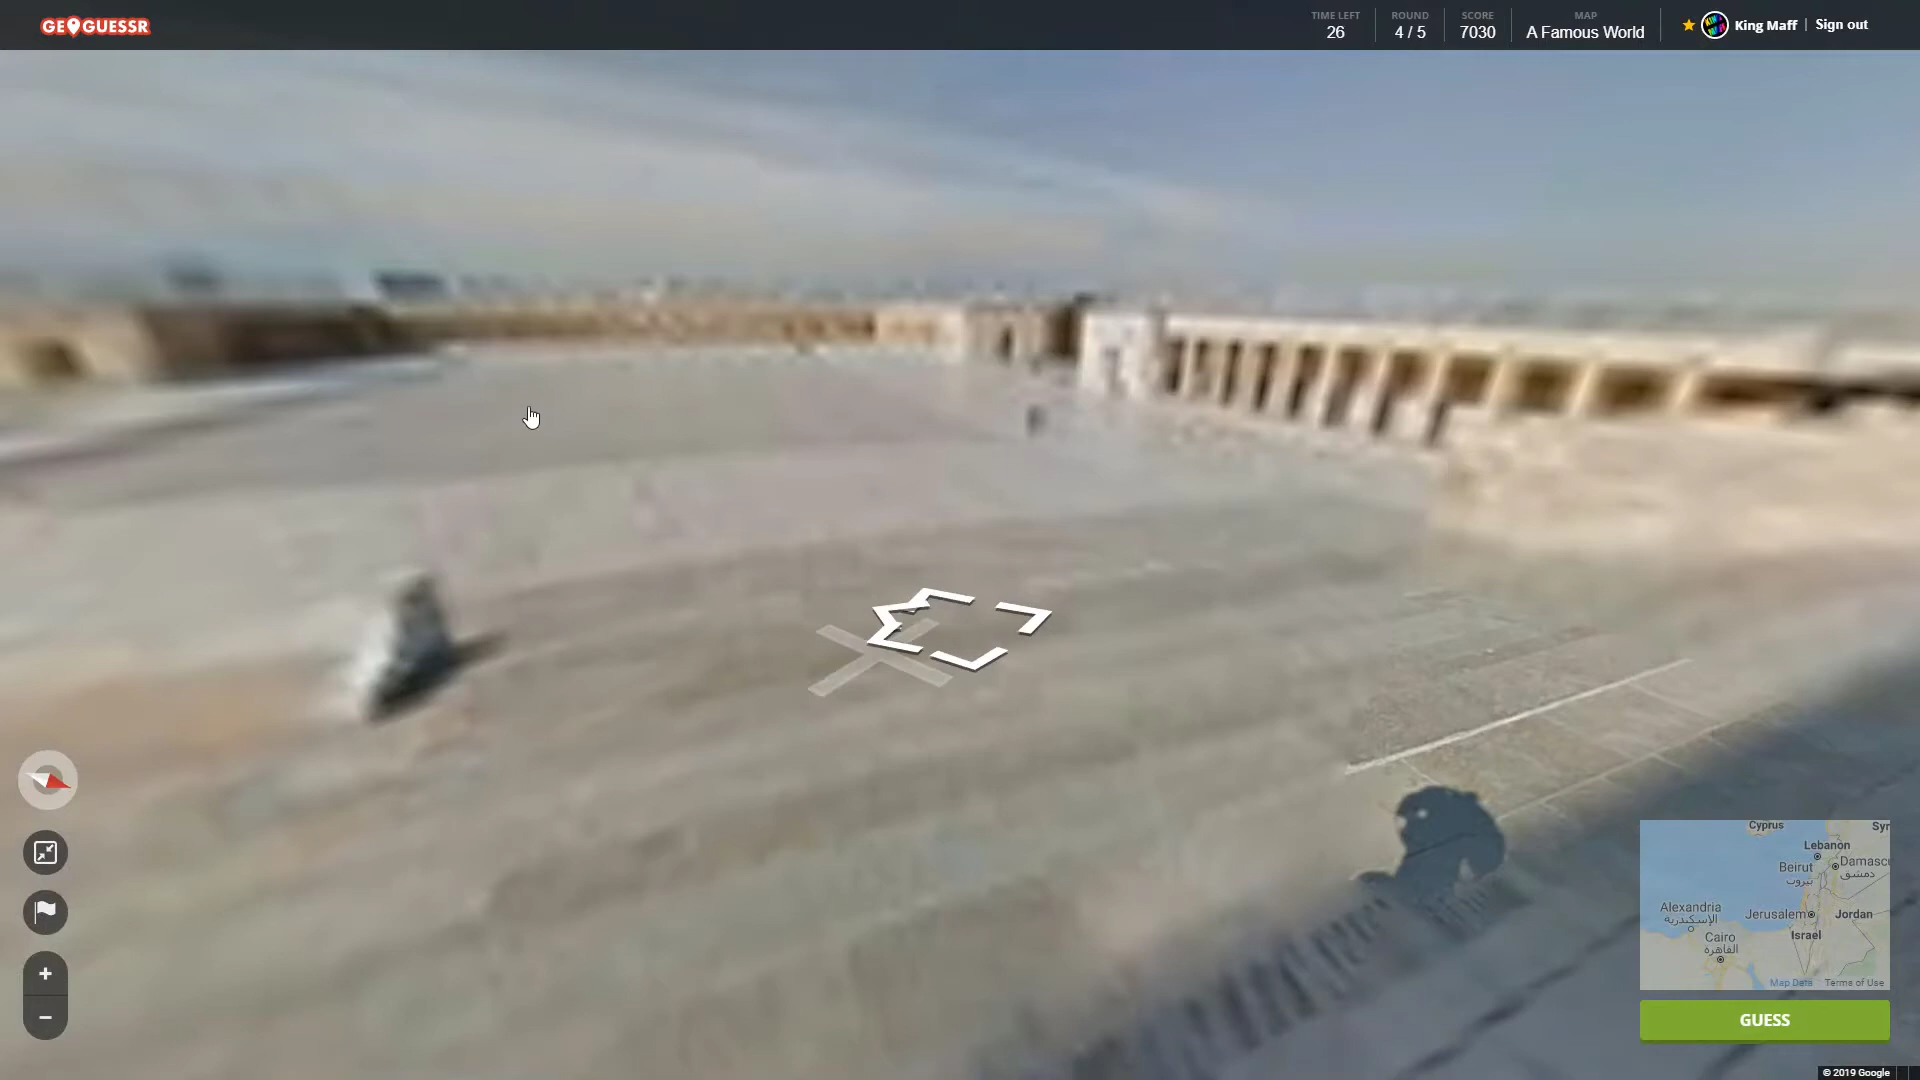 GEOGUESSR
TIME LEFT
26
ROUND
4 / 5
SCORE
7030
MAP
A Famous World
King Maff
Sign out
Cyprus
Syr
Lebanon
Beirut
بيروت
Damascu
دمشق
Alexandria
الإسكندرية
Jerusalem
Jordan
Israel
Cairo
القاهرة
Map Data
Terms of Use
GUESS
© 2019 Google